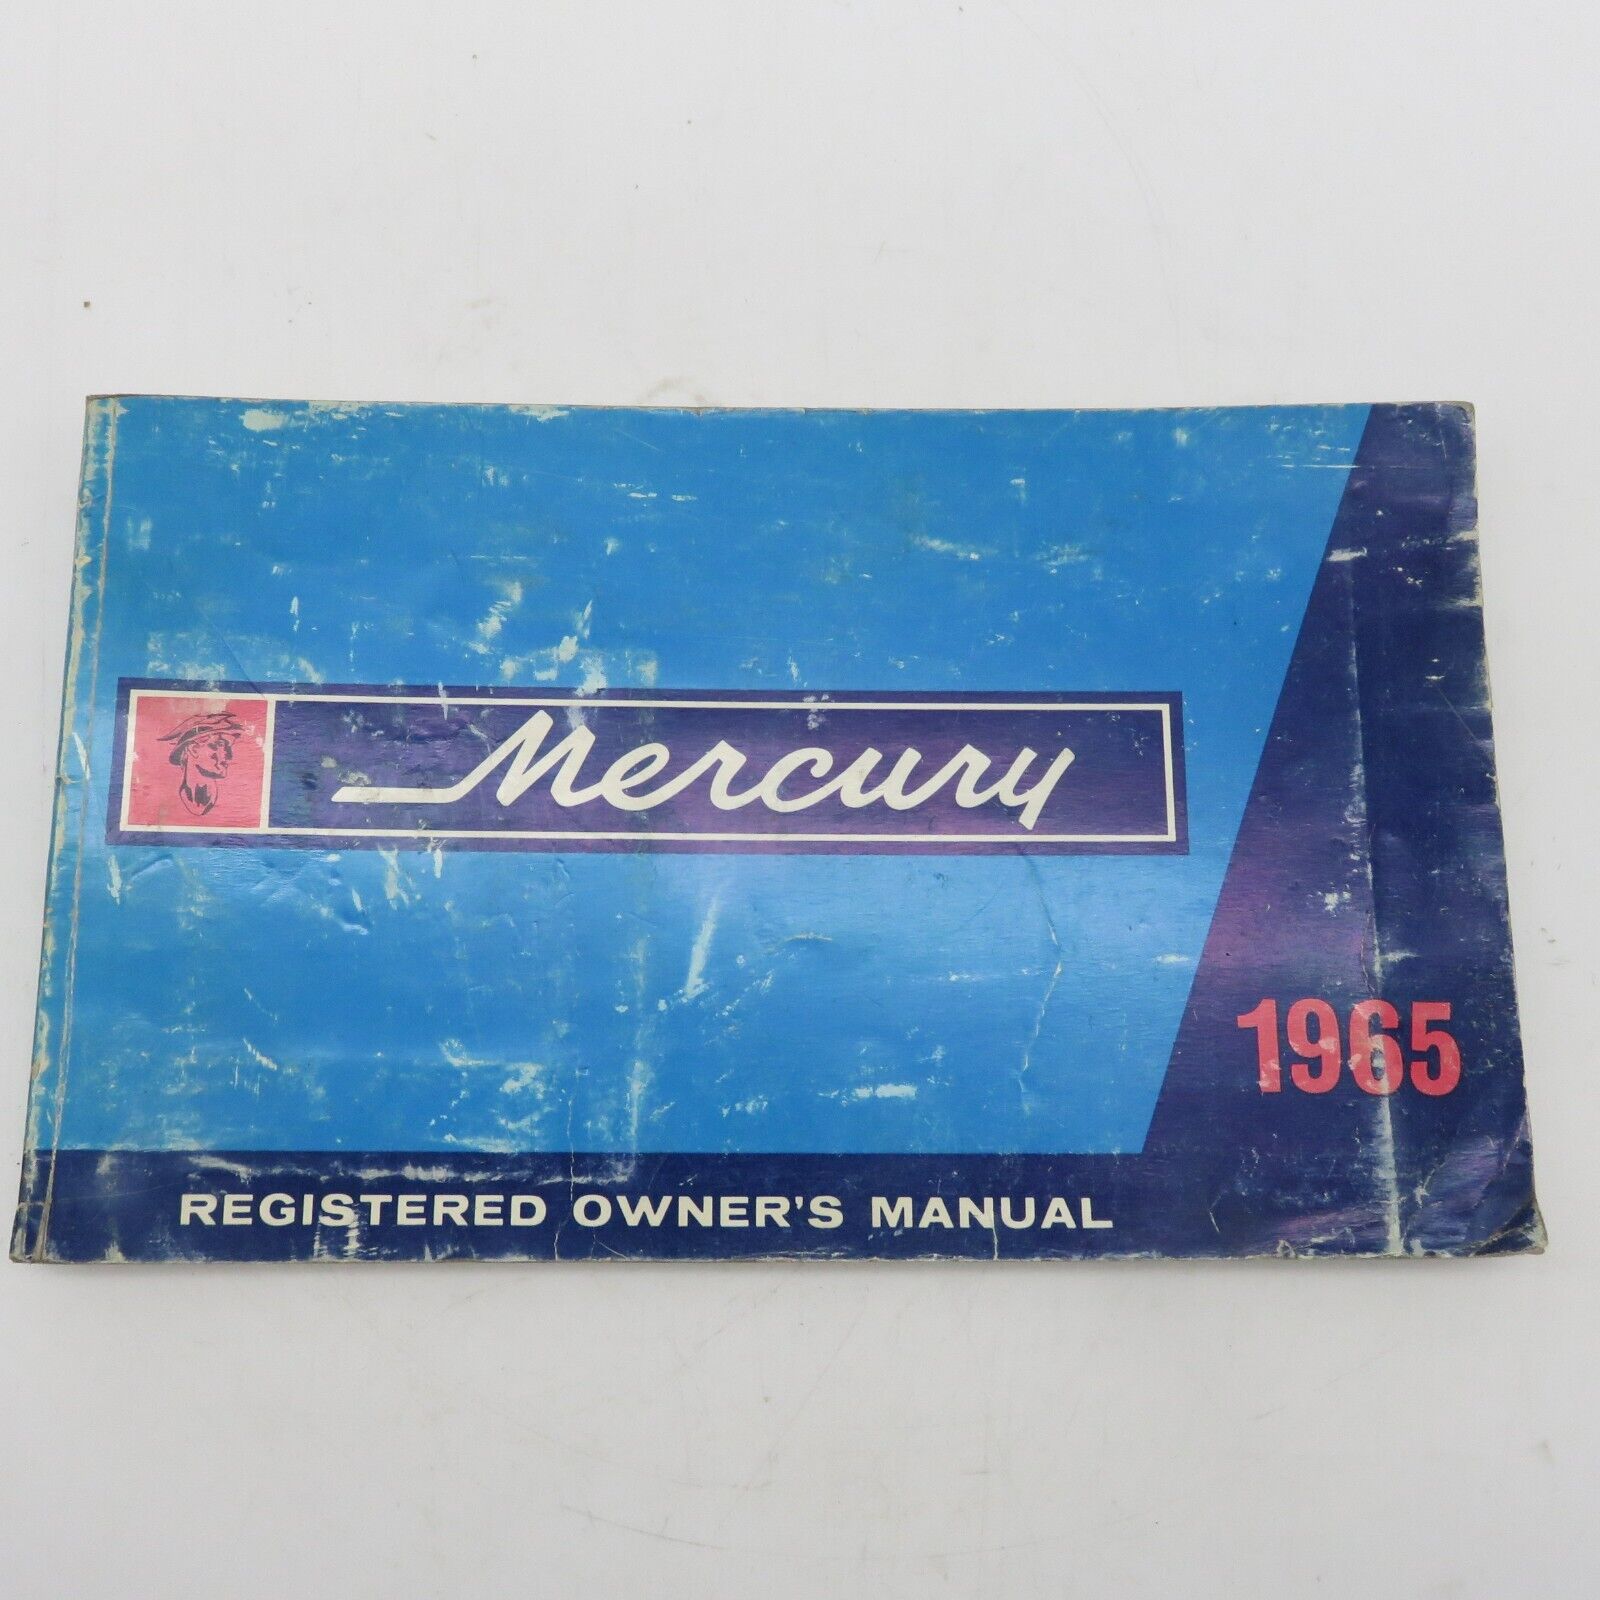 Mercury
1965
REGISTERED OWNER'S MANUAL